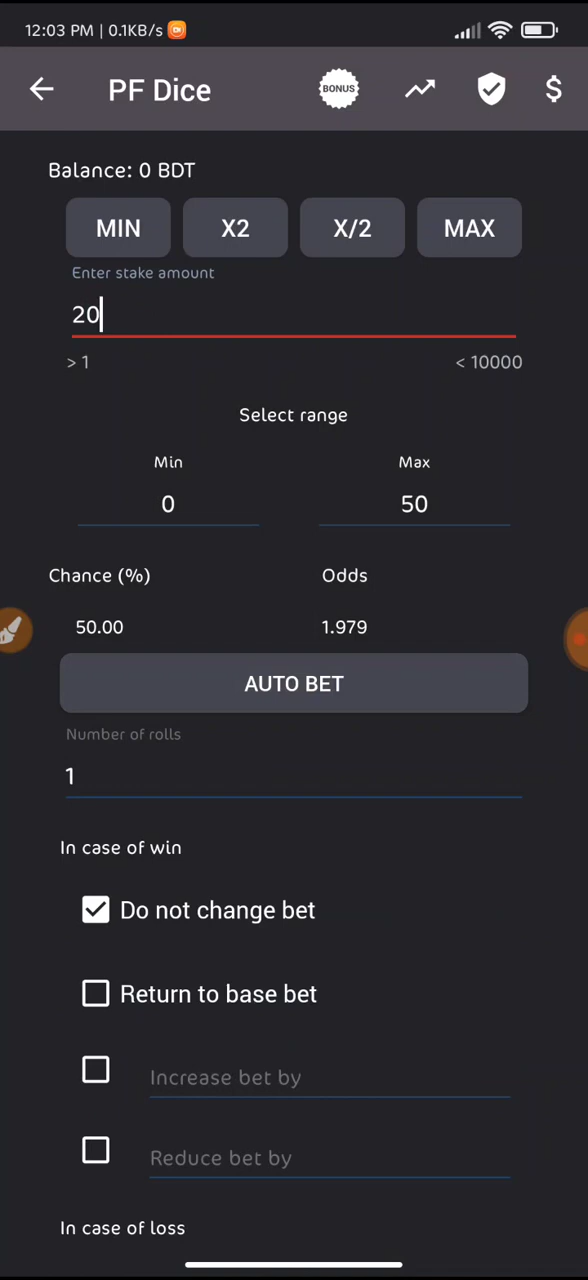 12:03 PM | 0.1KB/s
PF Dice
BONUS
$
Balance: 0 BDT
MIN X2 X/2 MAX
Enter stake amount
20
> 1 < 10000
Select range
Min Max
0 50
Chance (%) Odds
50.00 1.979
AUTO BET
Number of rolls
1
In case of win
Do not change bet
Return to base bet
Increase bet by
Reduce bet by
In case of loss